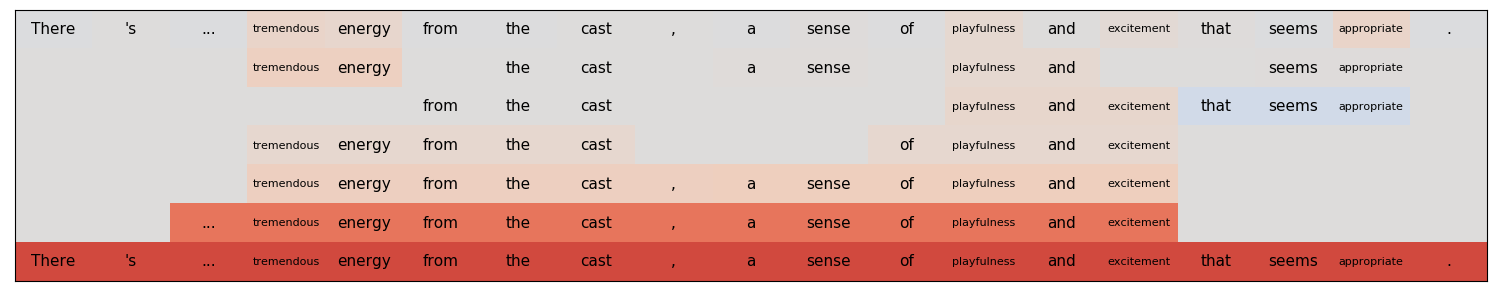 There 's ... tremendous energy from the cast , a sense of playfulness and excitement that seems appropriate .
tremendous energy the cast a sense playfulness and seems appropriate
from the cast playfulness and excitement that seems appropriate
tremendous energy from the cast of playfulness and excitement
tremendous energy from the cast , a sense of playfulness and excitement
... tremendous energy from the cast , a sense of playfulness and excitement
There 's ... tremendous energy from the cast , a sense of playfulness and excitement that seems appropriate .